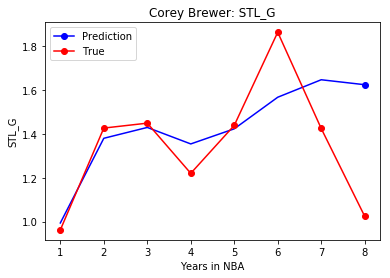 Corey Brewer: STL_G
Prediction
True
STL_G
1.8
1.6
1.4
1.2
1.0
1 2 3 4 5 6 7 8
Years in NBA